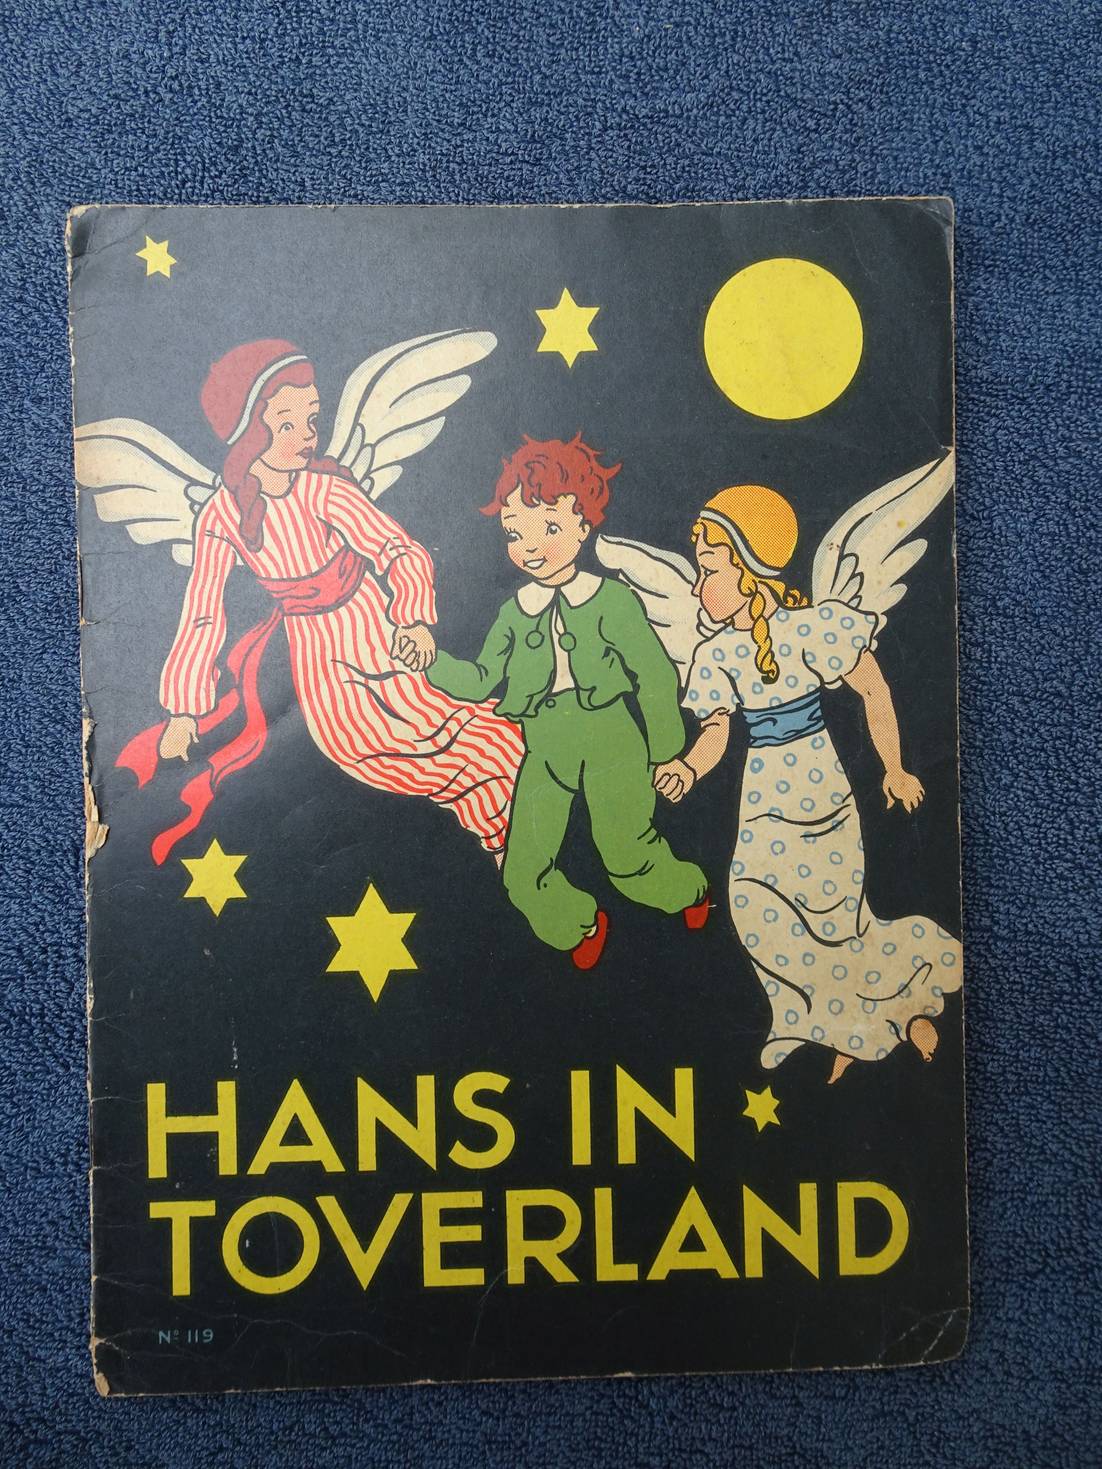 HANS IN
TOVERLAND
Nº 119